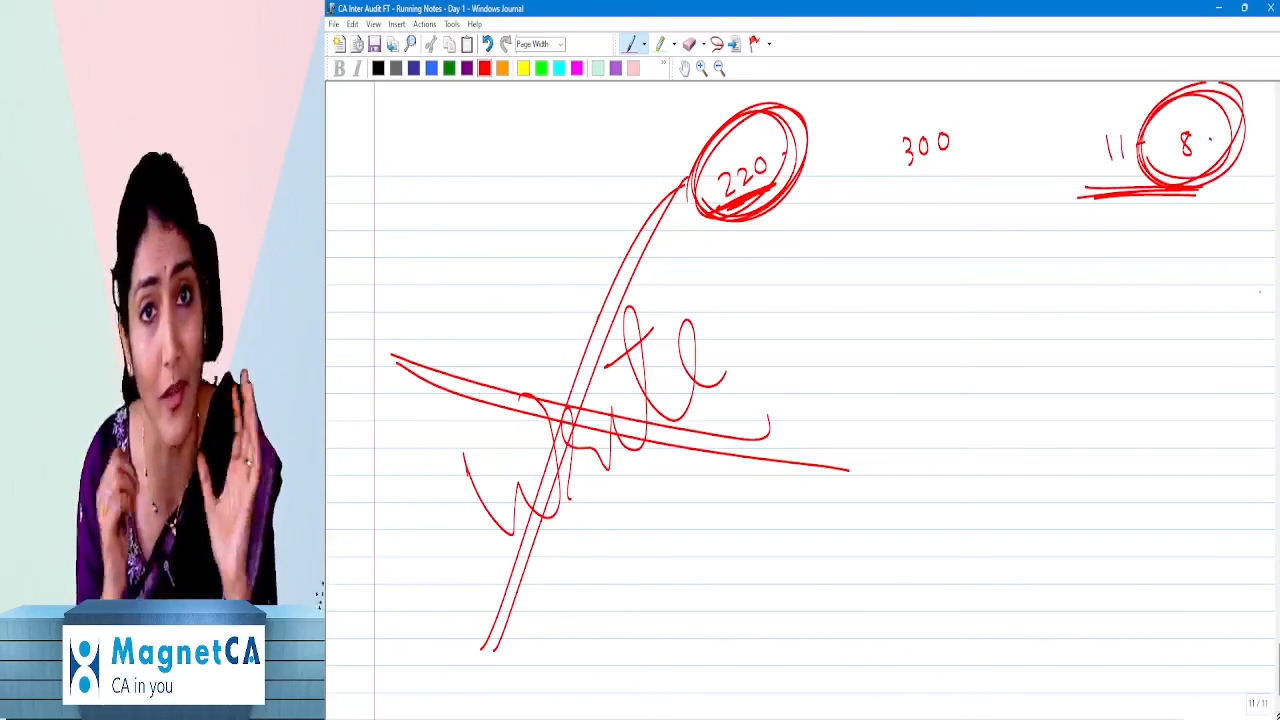 CA Inter Audit FT - Running Notes - Day 1 - Windows Journal
File Edit View Insert Actions Tools Help
Page Width
B I
220 300 11 - 8.
write
MagnetCA
CA in you
11 / 11